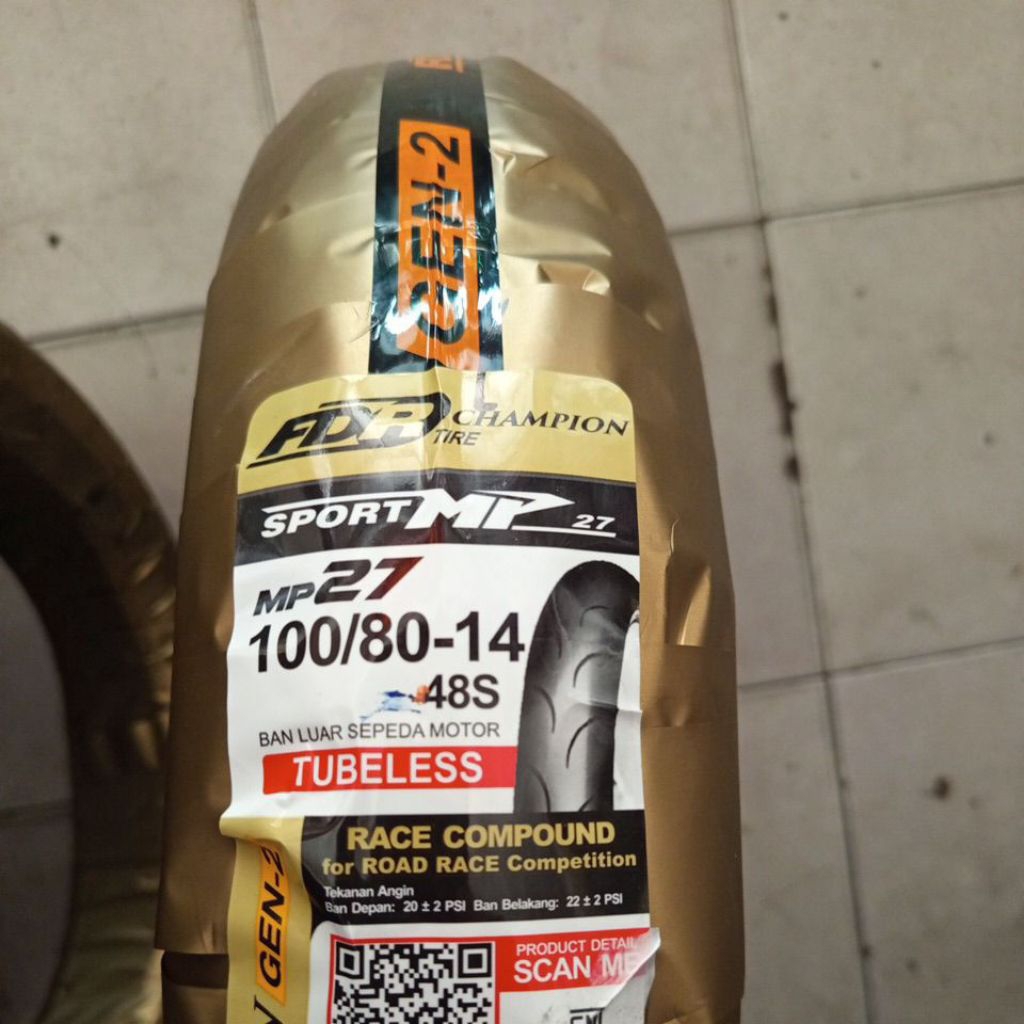 GEN-2
FDR TIRE CHAMPION
SPORT MP 27
MP27
100/80-14
48S
BAN LUAR SEPEDA MOTOR
TUBELESS
RACE COMPOUND
for ROAD RACE Competition
Tekanan Angin
Ban Depan: 20 ± 2 PSI Ban Belakang: 22 ± 2 PSI
GEN-2
PRODUCT DETAIL
SCAN ME